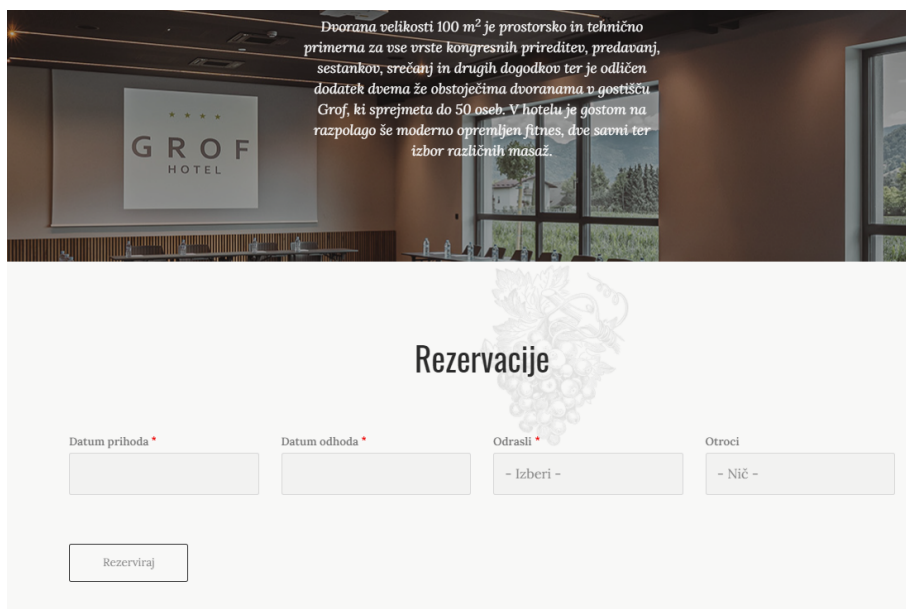 Dvorana velikosti 100 m² je prostorsko in tehnično
primerna za vse vrste kongresnih prireditev, predavanj,
sestankov, srečanj in drugih dogodkov ter je odličen
dodatek dvema že obstoječima dvoranama v gostišču
Grof, ki sprejmeta do 50 oseb. V hotelu je gostom na
razpolago še moderno opremljen fitnes, dve savni ter
izbor različnih masaž.
GROF
HOTEL
Rezervacije
Datum prihoda * Datum odhoda * Odrasli * Otroci
- Izberi - - Nič -
Rezerviraj